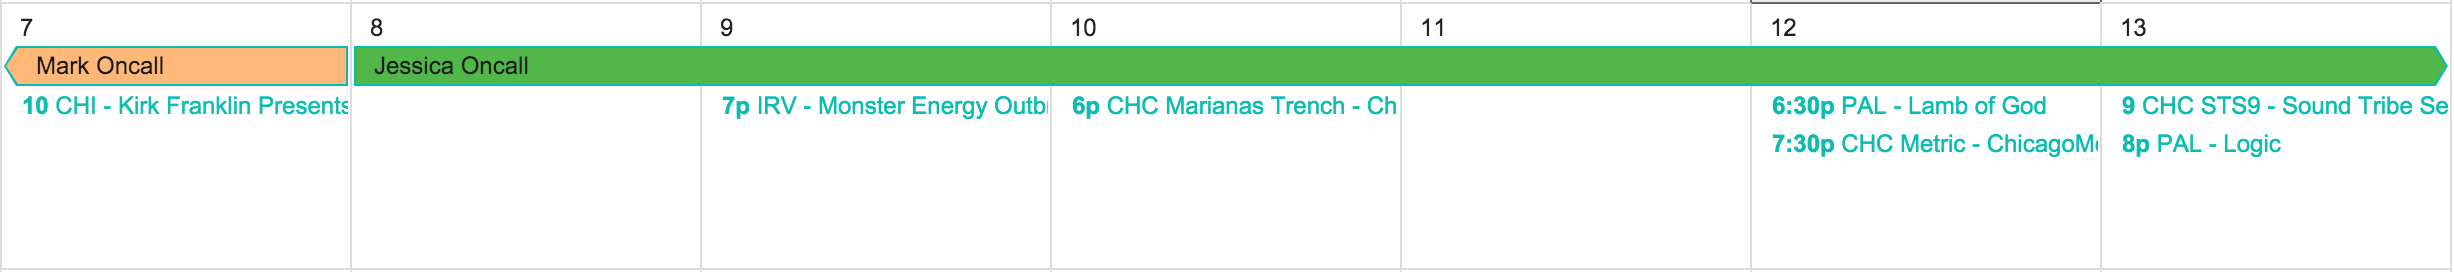 7 8 9 10 11 12 13
Mark Oncall Jessica Oncall
10 CHI - Kirk Franklin Presents 7p IRV - Monster Energy 6p CHC Marianas Trench - Ch 6:30p PAL - Lamb of God 9 CHC STS9 - Sound Tribe Se
7:30p CHC Metric - ChicagoM 8p PAL - Logic